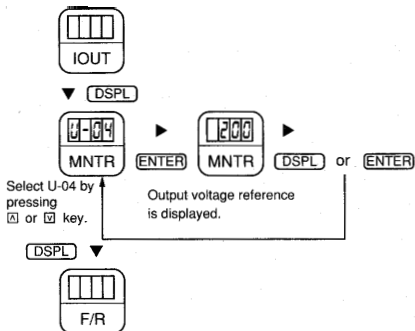 IOUT
▼ DSPL
U-04 ▶ 200 ▶
MNTR ENTER MNTR DSPL or ENTER
Select U-04 by
pressing
∧ or ∨ key.
Output voltage reference
is displayed.
DSPL ▼
F/R